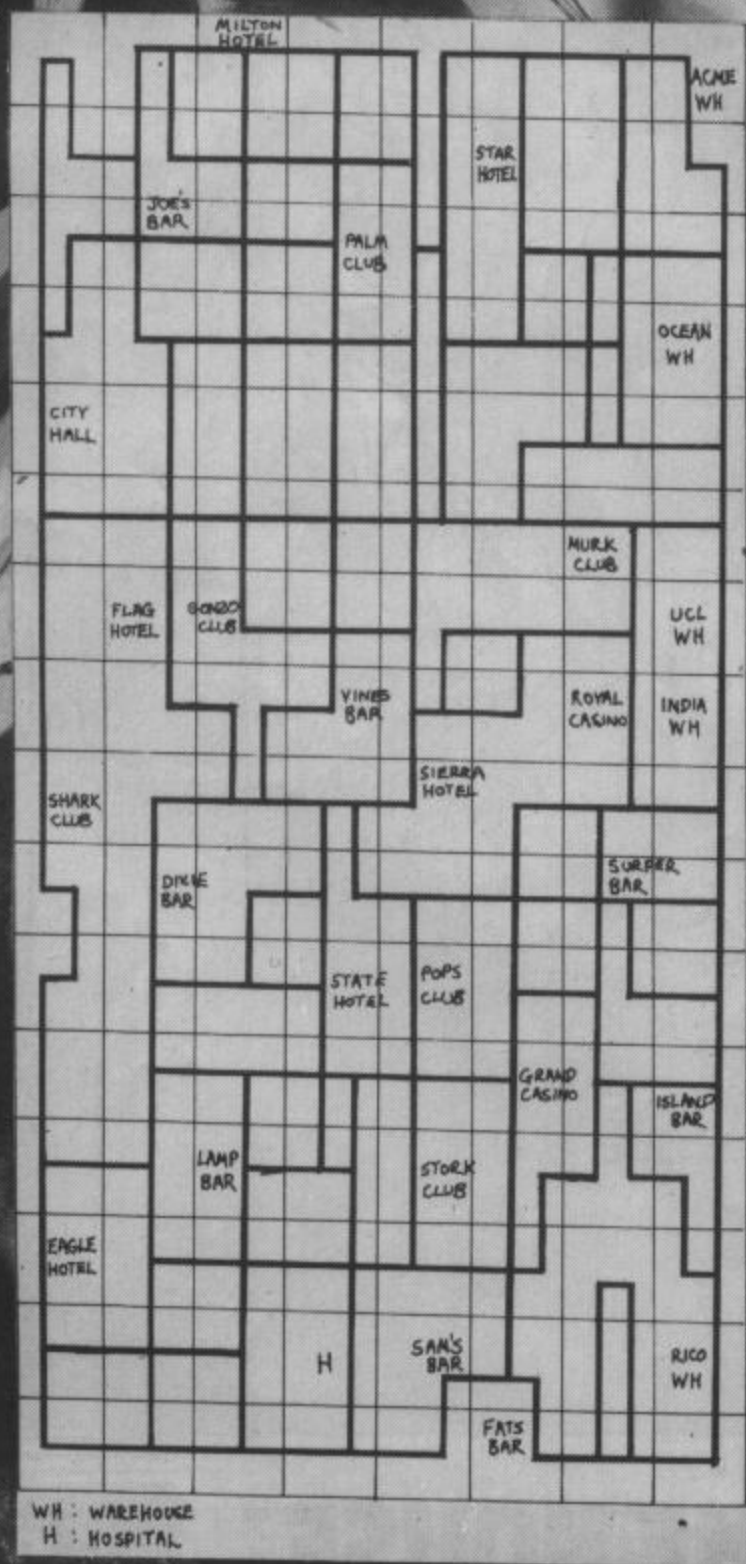 MILTON
HOTEL
ACME
WH
STAR
HOTEL
JOE'S
BAR
PALM
CLUB
OCEAN
WH
CITY
HALL
MURK
CLUB
FLAG
HOTEL
GONZO
CLUB
UCL
WH
VINES
BAR
ROYAL
CASINO
INDIA
WH
SIERRA
HOTEL
SHARK
CLUB
DIXIE
BAR
SURFER
BAR
STATE
HOTEL
POPS
CLUB
GRAND
CASINO
ISLAND
BAR
LAMP
BAR
STORK
CLUB
EAGLE
HOTEL
H
SAM'S
BAR
RICO
WH
FATS
BAR
WH : WAREHOUSE
H : HOSPITAL